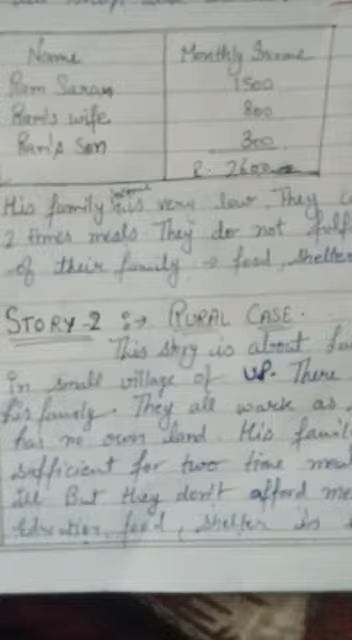 Name Monthly Income
Ram Saran 1500
Ram's wife 800
Ram's Son 300
R. 2600
His family income is very low. They
2 times meals They do not
of their family → food, shelter
STORY-2 :→ RURAL CASE.
This story is about
in small village of UP. There
his family. They all work as
has no own land. His family
sufficient for two time meal
ill But they don't afford
Education, food, shelter is